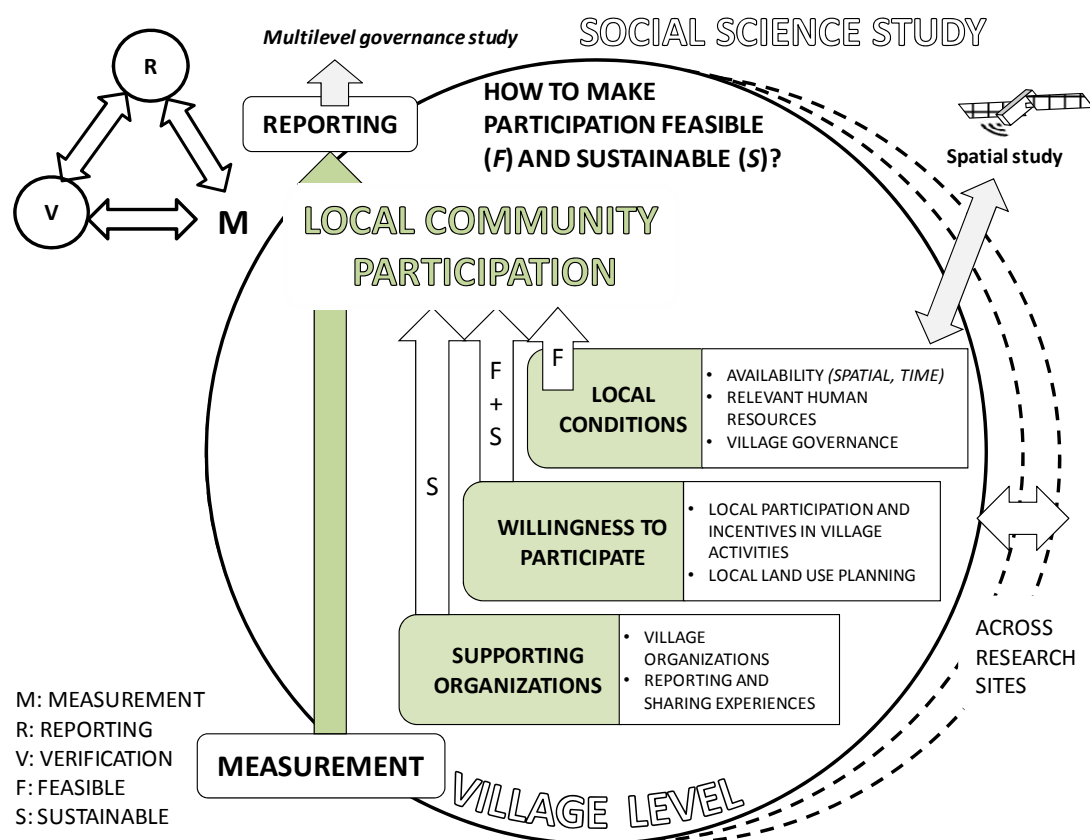 SOCIAL SCIENCE STUDY
Multilevel governance study
R
V
M
REPORTING
HOW TO MAKE
PARTICIPATION FEASIBLE
(F) AND SUSTAINABLE (S)?
Spatial study
LOCAL COMMUNITY
PARTICIPATION
F
LOCAL
CONDITIONS
• AVAILABILITY (SPATIAL, TIME)
• RELEVANT HUMAN
RESOURCES
• VILLAGE GOVERNANCE
F
+
S
WILLINGNESS TO
PARTICIPATE
• LOCAL PARTICIPATION AND
INCENTIVES IN VILLAGE
ACTIVITIES
• LOCAL LAND USE PLANNING
S
SUPPORTING
ORGANIZATIONS
• VILLAGE
ORGANIZATIONS
• REPORTING AND
SHARING EXPERIENCES
ACROSS
RESEARCH
SITES
M: MEASUREMENT
R: REPORTING
V: VERIFICATION
F: FEASIBLE
S: SUSTAINABLE
MEASUREMENT
VILLAGE LEVEL